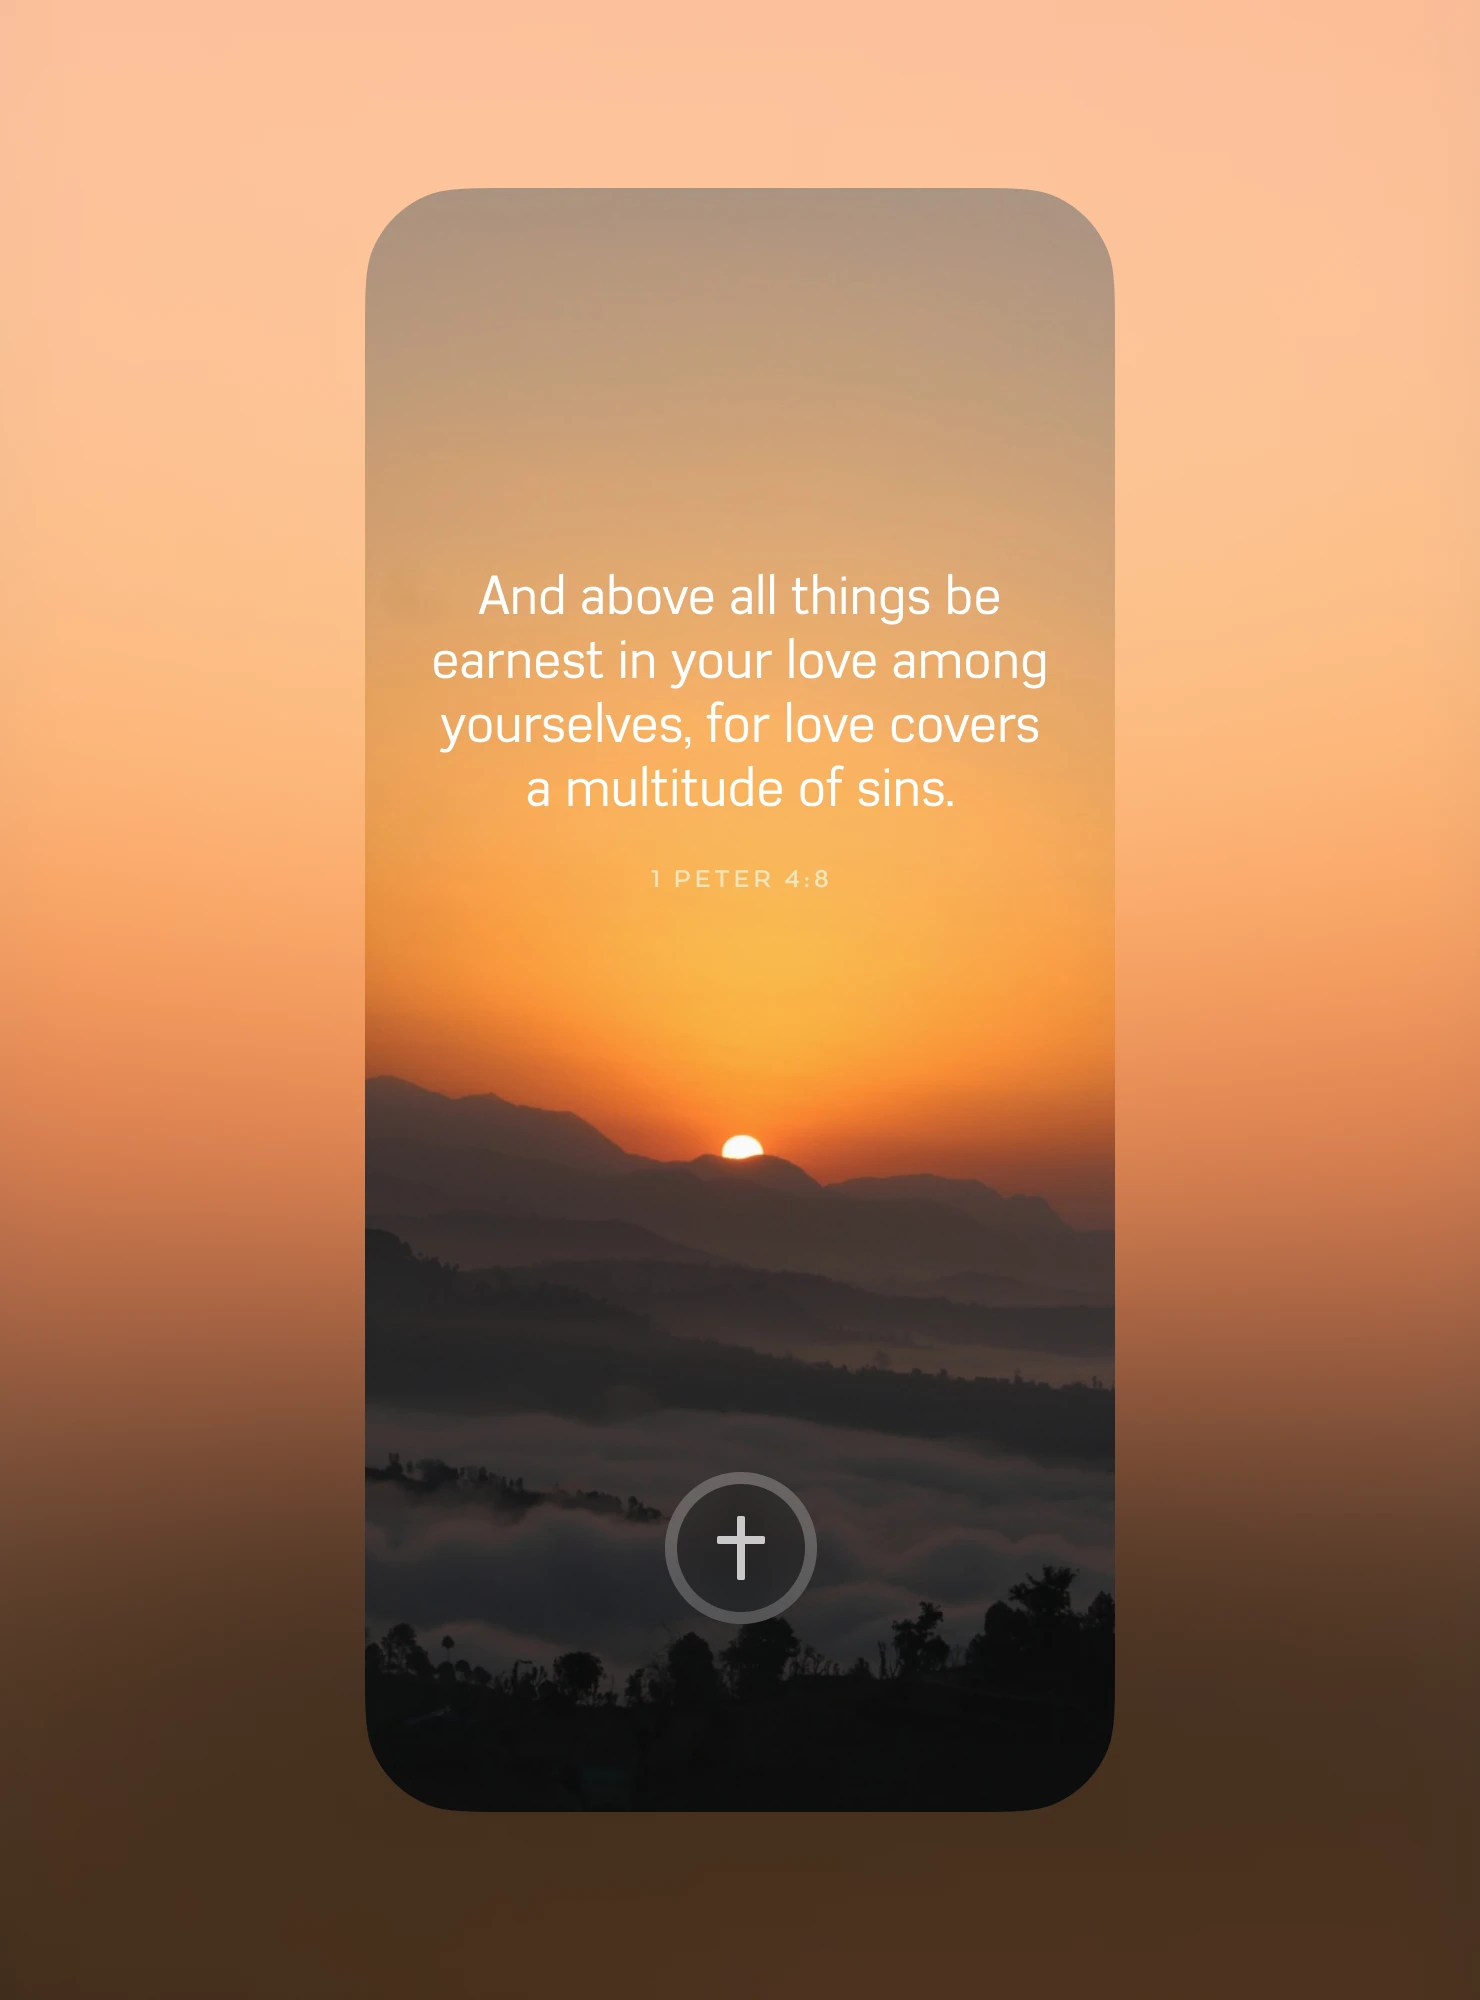 And above all things be
earnest in your love among
yourselves, for love covers
a multitude of sins.
1 PETER 4:8